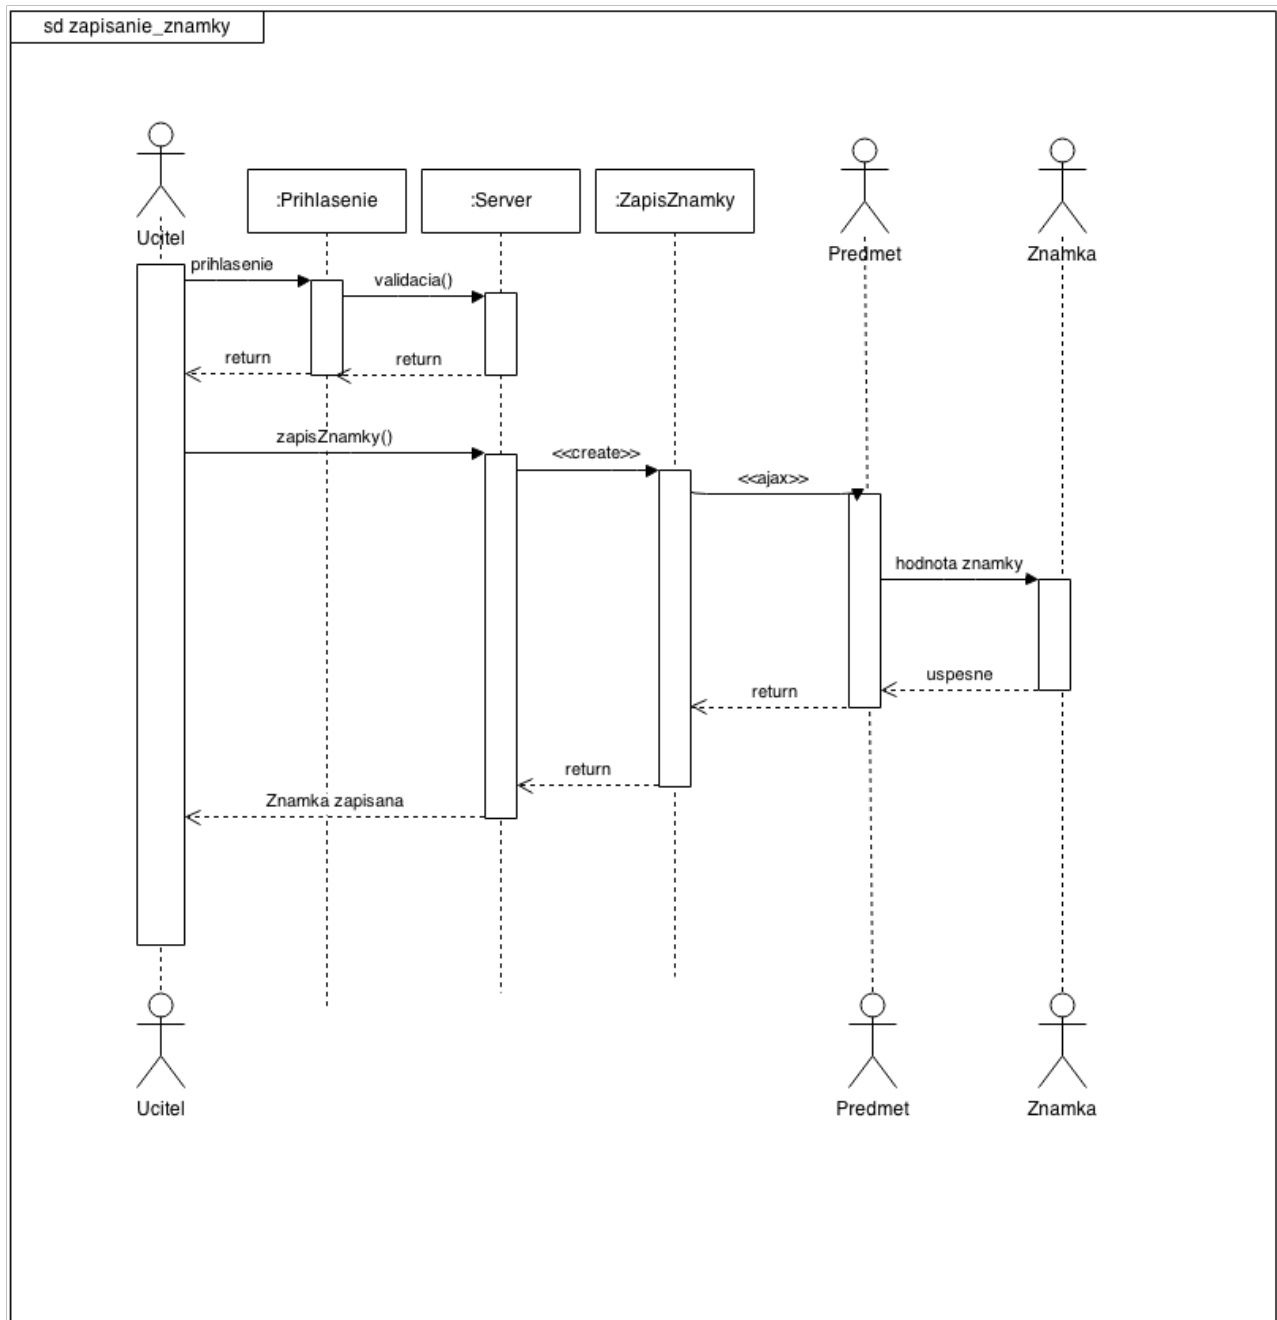 sd zapisanie_znamky
:Prihlasenie
:Server
:ZapisZnamky
Ucitel
Predmet
Znamka
prihlasenie
validacia()
return
return
zapisZnamky()
<<create>>
<<ajax>>
hodnota znamky
uspesne
return
return
Znamka zapisana
Ucitel
Predmet
Znamka